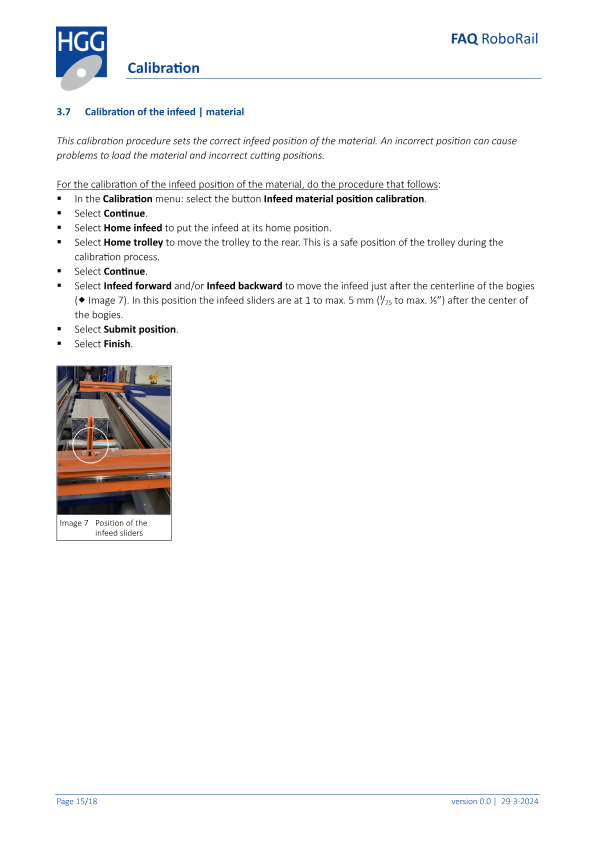 HGG
FAQ RoboRail
Calibration
3.7 Calibration of the infeed | material
This calibration procedure sets the correct infeed position of the material. An incorrect position can cause
problems to load the material and incorrect cutting positions.
For the calibration of the infeed position of the material, do the procedure that follows:
▪ In the Calibration menu: select the button Infeed material position calibration.
▪ Select Continue.
▪ Select Home infeed to put the infeed at its home position.
▪ Select Home trolley to move the trolley to the rear. This is a safe position of the trolley during the
calibration process.
▪ Select Continue.
▪ Select Infeed forward and/or Infeed backward to move the infeed just after the centerline of the bogies
(◆ Image 7). In this position the infeed sliders are at 1 to max. 5 mm (1/25 to max. ⅕”) after the center of
the bogies.
▪ Select Submit position.
▪ Select Finish.
Image 7 Position of the
infeed sliders
Page 15/18
version 0.0 | 29-3-2024